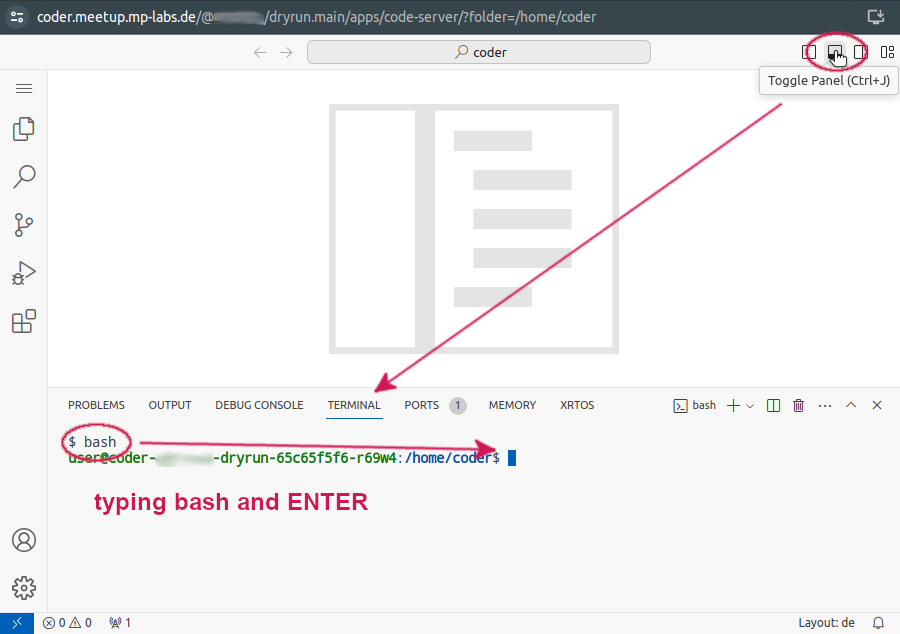 coder.meetup.mp-labs.de/@ /dryrun.main/apps/code-server/?folder=/home/coder
coder
Toggle Panel (Ctrl+J)
PROBLEMS OUTPUT DEBUG CONSOLE TERMINAL PORTS 1 MEMORY XRTOS bash
$ bash
user@coder- -dryrun-65c65f5f6-r69w4:/home/coder$
typing bash and ENTER
0 0 1 Layout: de